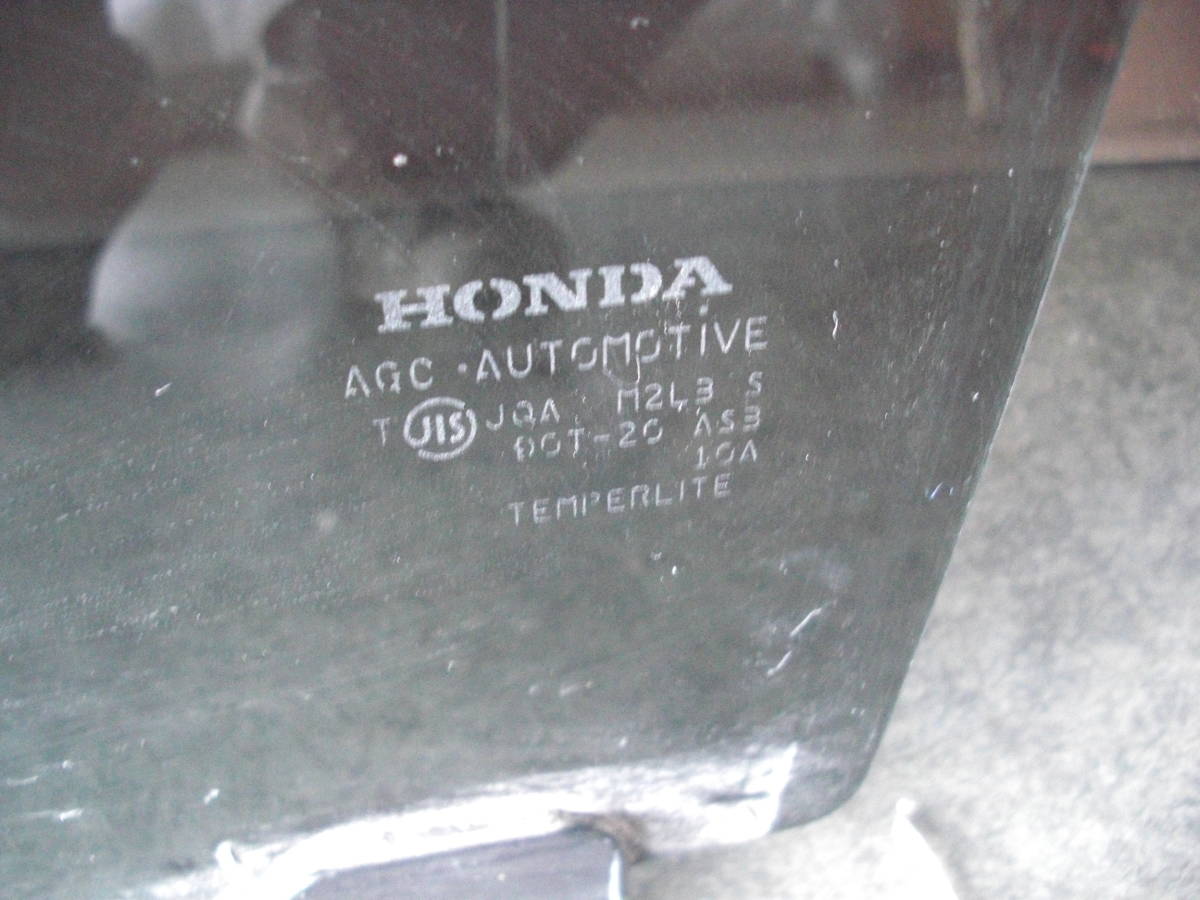 HONDA
AGC · AUTOMOTIVE
T JIS JQA M2L3 S
DOT-20 AS3
10A
TEMPERLITE